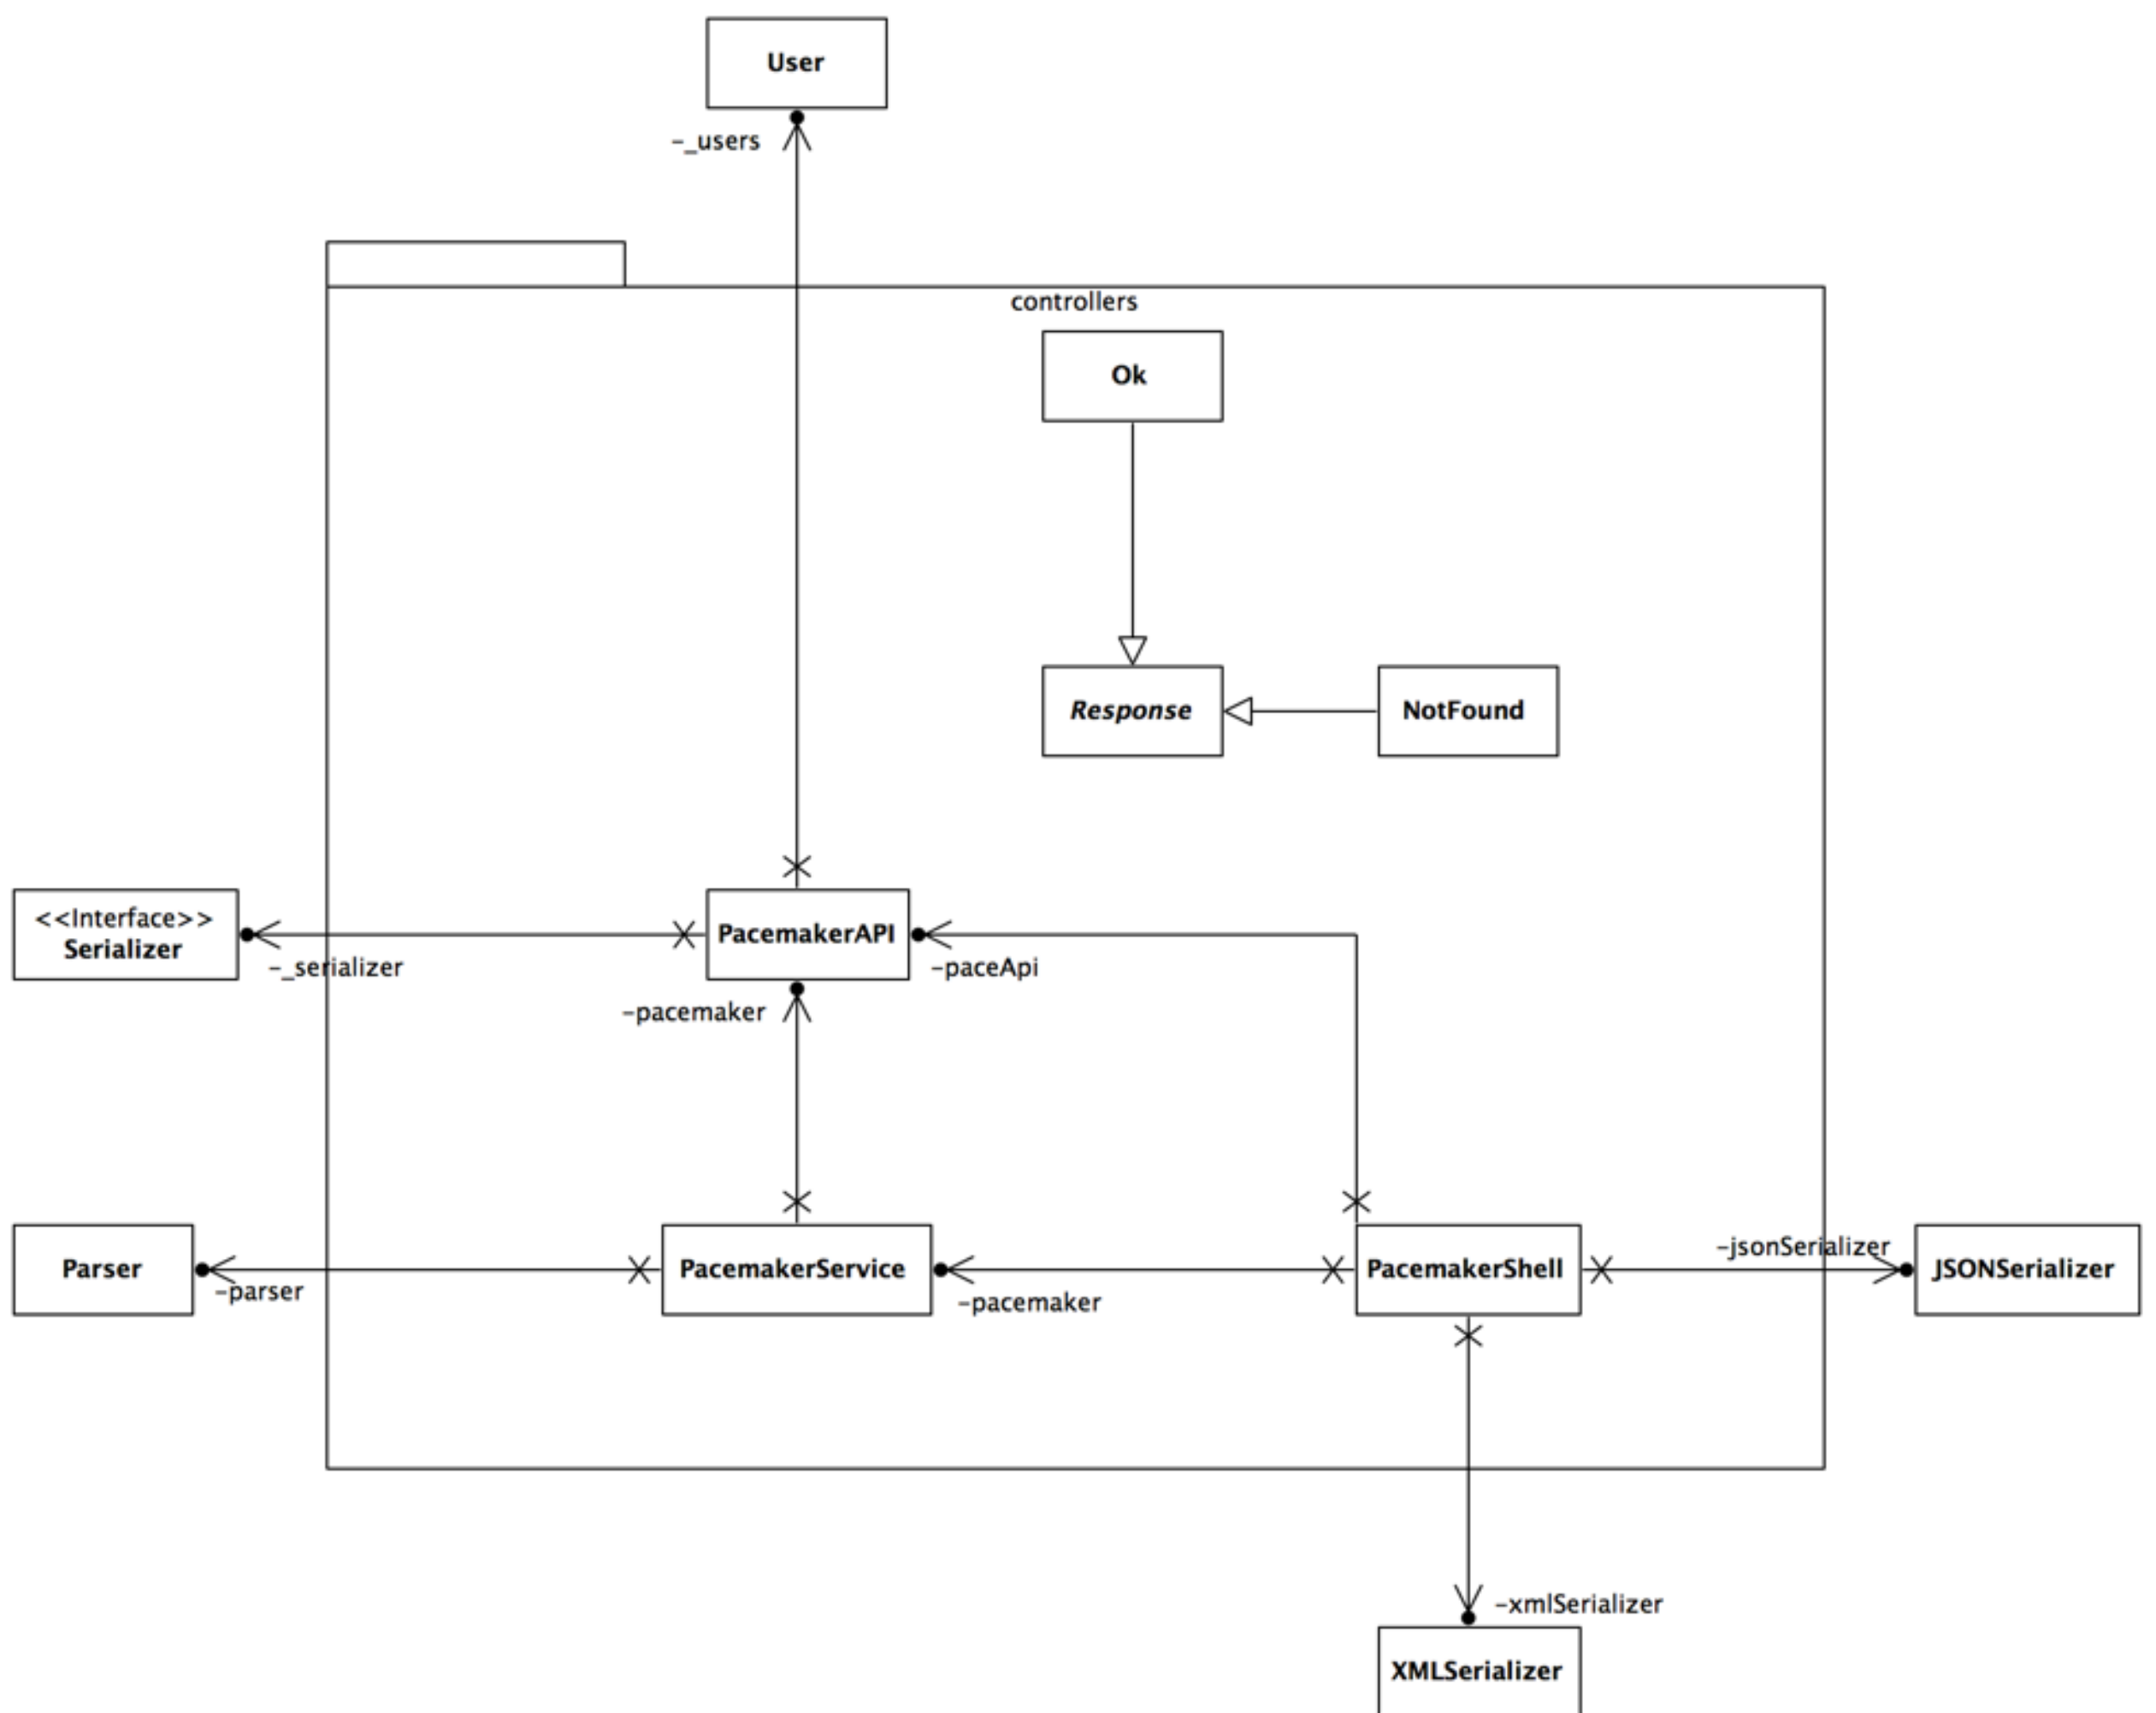 User
-_users
controllers
Ok
Response
NotFound
<<Interface>>
Serializer
-_serializer
PacemakerAPI
-paceApi
-pacemaker
Parser
-parser
PacemakerService
-pacemaker
PacemakerShell
-jsonSerializer
JSONSerializer
-xmlSerializer
XMLSerializer